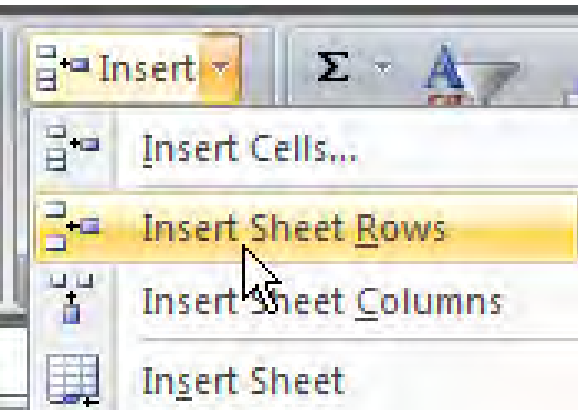 Insert Σ
Insert Cells...
Insert Sheet Rows
Insert Sheet Columns
Insert Sheet